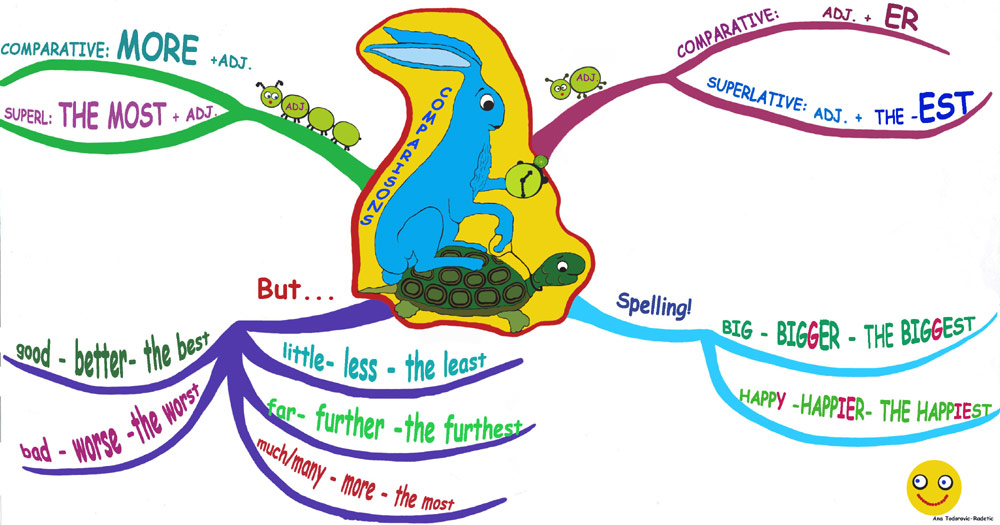 COMPARATIVE: MORE +ADJ.
SUPERL: THE MOST + ADJ.
ADJ
COMPARISONS
ADJ
COMPARATIVE: ADJ. + ER
SUPERLATIVE: ADJ. + THE -EST
But...
good - better- the best
bad - worse -the worst
little- less - the least
far- further -the furthest
much/many - more - the most
Spelling!
BIG - BIGGER - THE BIGGEST
HAPPY -HAPPIER- THE HAPPIEST
Ana Todorovic-Radetic